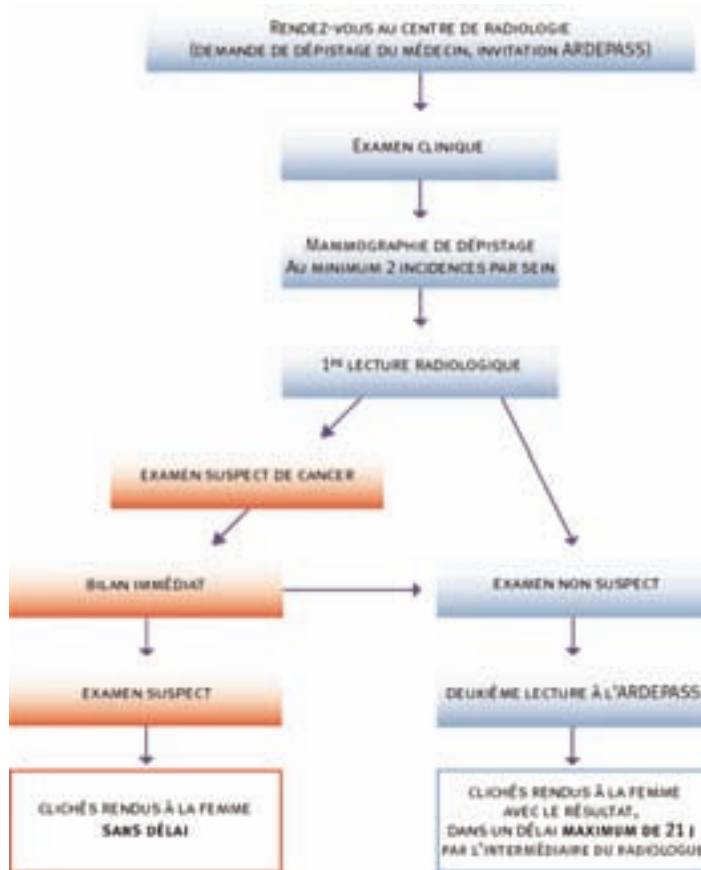 RENDEZ-VOUS AU CENTRE DE RADIOLOGIE
(DEMANDE DE DÉPISTAGE DU MÉDECIN, INVITATION ARDEPASS)
EXAMEN CLINIQUE
MAMMOGRAPHIE DE DÉPISTAGE
AU MINIMUM 2 INCIDENCES PAR SEIN
1RE LECTURE RADIOLOGIQUE
EXAMEN SUSPECT DE CANCER
BILAN IMMÉDIAT
EXAMEN NON SUSPECT
EXAMEN SUSPECT
DEUXIÈME LECTURE À L'ARDEPASS
CLICHÉS RENDUS À LA FEMME
SANS DÉLAI
CLICHÉS RENDUS À LA FEMME
AVEC LE RÉSULTAT,
DANS UN DÉLAI MAXIMUM DE 21 J
PAR L'INTERMÉDIAIRE DU RADIOLOGUE